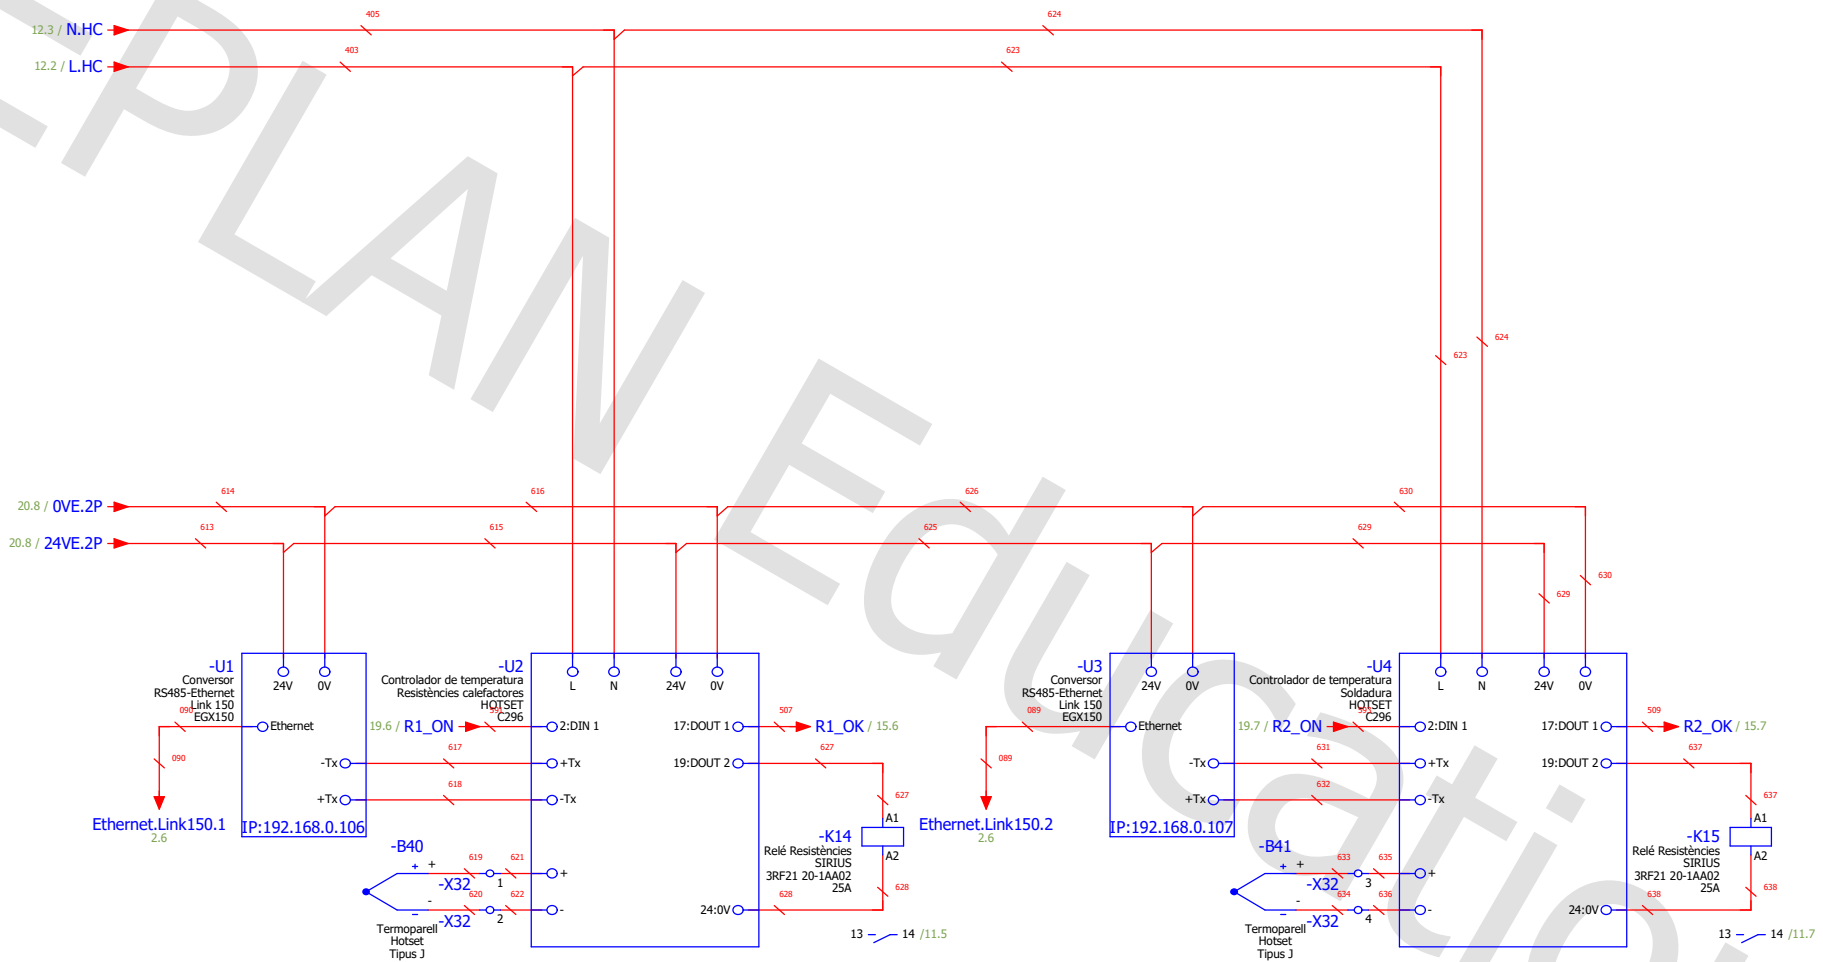 EPLAN Education
12.3 / N.HC
405
624
12.2 / L.HC
403
623
624
623
20.8 / 0VE.2P
614
616
626
630
20.8 / 24VE.2P
613
615
625
629
630
629
-U1
Conversor
RS485-Ethernet
Link 150
EGX150
24V
0V
Ethernet
-Tx
+Tx
IP:192.168.0.106
090
090
Ethernet.Link150.1
2.6
-U2
Controlador de temperatura
Resistències calefactores
HOTSET
C296
L
N
24V
0V
19.6 / R1_ON
591
2:DIN 1
17:DOUT 1
507
R1_OK / 15.6
617
+Tx
19:DOUT 2
627
618
-Tx
627
-K14
Relé Resistències
SIRIUS
3RF21 20-1AA02
25A
A1
A2
628
24:0V
628
13
14 /11.5
-B40
+
+
619
621
-X32
1
+
-
-
620
622
-X32
2
-
Termoparell
Hotset
Tipus J
-U3
Conversor
RS485-Ethernet
Link 150
EGX150
24V
0V
Ethernet
-Tx
+Tx
IP:192.168.0.107
089
089
Ethernet.Link150.2
2.6
-U4
Controlador de temperatura
Soldadura
HOTSET
C296
L
N
24V
0V
19.7 / R2_ON
593
2:DIN 1
17:DOUT 1
509
R2_OK / 15.7
631
+Tx
19:DOUT 2
637
632
-Tx
637
-K15
Relé Resistències
SIRIUS
3RF21 20-1AA02
25A
A1
A2
638
24:0V
638
13
14 /11.7
-B41
+
+
633
635
-X32
3
+
-
-
634
636
-X32
4
-
Termoparell
Hotset
Tipus J